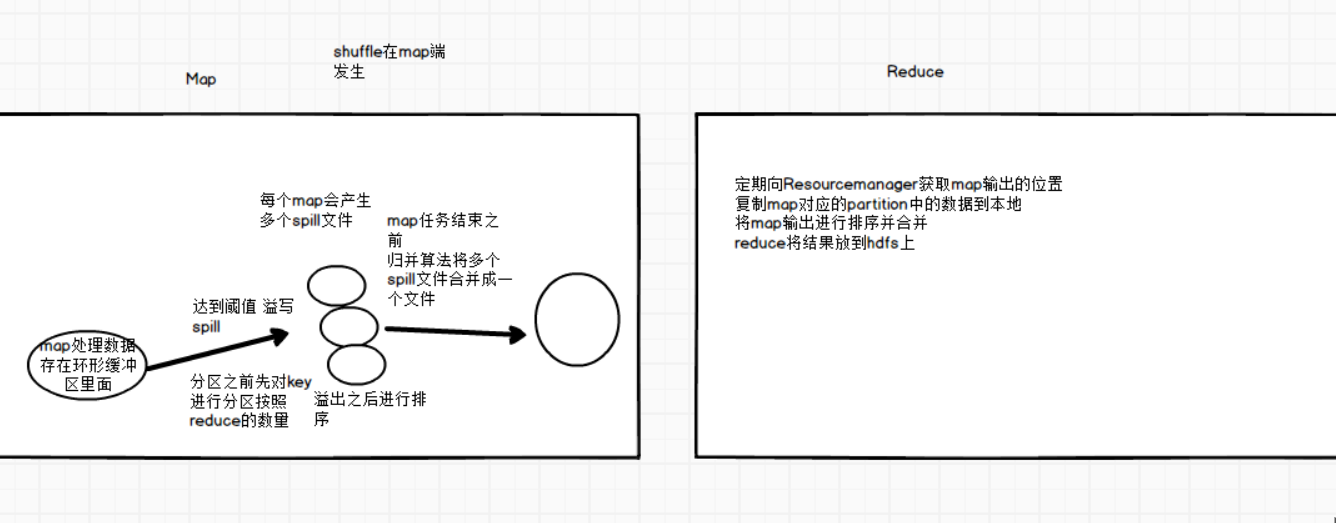 shuffle在map端
发生
Map
Reduce
每个map会产生
多个spill文件
map任务结束之
前
归并算法将多个
spill文件合并成一
个文件
达到阈值 溢写
spill
map处理数据
存在环形缓冲
区里面
分区之前先对key
进行分区按照
reduce的数量
溢出之后进行排
序
定期向Resourcemanager获取map输出的位置
复制map对应的partition中的数据到本地
将map输出进行排序并合并
reduce将结果放到hdfs上